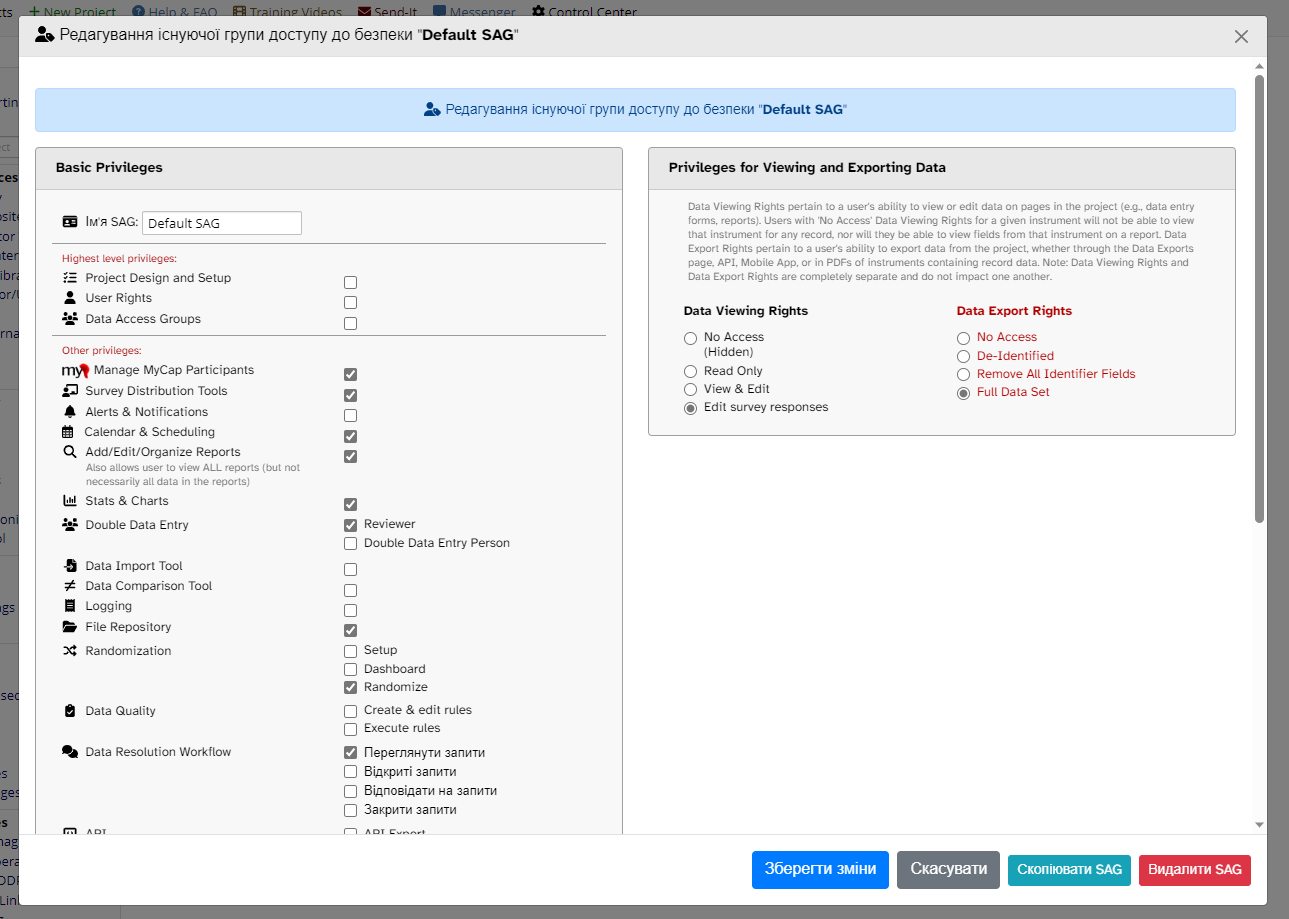 New Project Help & FAQ Training Videos Send-It Messenger Control Center
Редагування існуючої групи доступу до безпеки "Default SAG"
Редагування існуючої групи доступу до безпеки "Default SAG"
Basic Privileges
Ім'я SAG: Default SAG
Highest level privileges:
Project Design and Setup
User Rights
Data Access Groups
Other privileges:
my Manage MyCap Participants
Survey Distribution Tools
Alerts & Notifications
Calendar & Scheduling
Add/Edit/Organize Reports
Also allows user to view ALL reports (but not
necessarily all data in the reports)
Stats & Charts
Double Data Entry
Reviewer
Double Data Entry Person
Data Import Tool
Data Comparison Tool
Logging
File Repository
Randomization
Setup
Dashboard
Randomize
Data Quality
Create & edit rules
Execute rules
Data Resolution Workflow
Переглянути запити
Відкриті запити
Відповідати на запити
Закрити запити
API
API Export
Privileges for Viewing and Exporting Data
Data Viewing Rights pertain to a user's ability to view or edit data on pages in the project (e.g., data entry
forms, reports). Users with 'No Access' Data Viewing Rights for a given instrument will not be able to view
that instrument for any record, nor will they be able to view fields from that instrument on a report. Data
Export Rights pertain to a user's ability to export data from the project, whether through the Data Exports
page, API, Mobile App, or in PDFs of instruments containing record data. Note: Data Viewing Rights and
Data Export Rights are completely separate and do not impact one another.
Data Viewing Rights
No Access
(Hidden)
Read Only
View & Edit
Edit survey responses
Data Export Rights
No Access
De-Identified
Remove All Identifier Fields
Full Data Set
Зберегти зміни
Скасувати
Скопіювати SAG
Видалити SAG